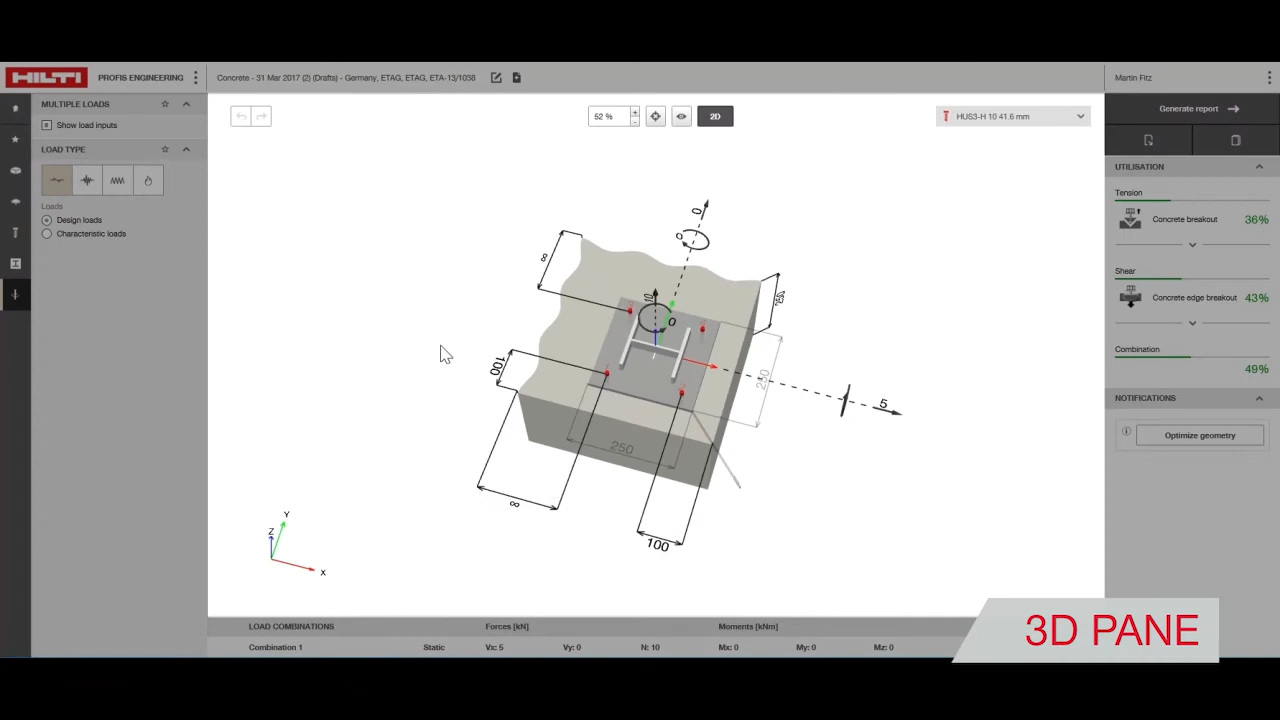 HILTI
PROFIS ENGINEERING
Concrete - 31 Mar 2017 (2) (Drafts) - Germany, ETAG, ETAG, ETA-13/1038
Martin Fitz
MULTIPLE LOADS
Show load inputs
LOAD TYPE
Loads
Design loads
Characteristic loads
52 %
2D
HUS3-H 10 41.6 mm
0
0
∞
10
0
100
250
5
250
∞
100
Y
Z
X
Generate report
UTILISATION
Tension
Concrete breakout 36%
Shear
Concrete edge breakout 43%
Combination
49%
NOTIFICATIONS
Optimize geometry
LOAD COMBINATIONS Forces [kN] Moments [kNm]
Combination 1 Static Vx: 5 Vy: 0 N: 10 Mx: 0 My: 0 Mz: 0
3D PANE